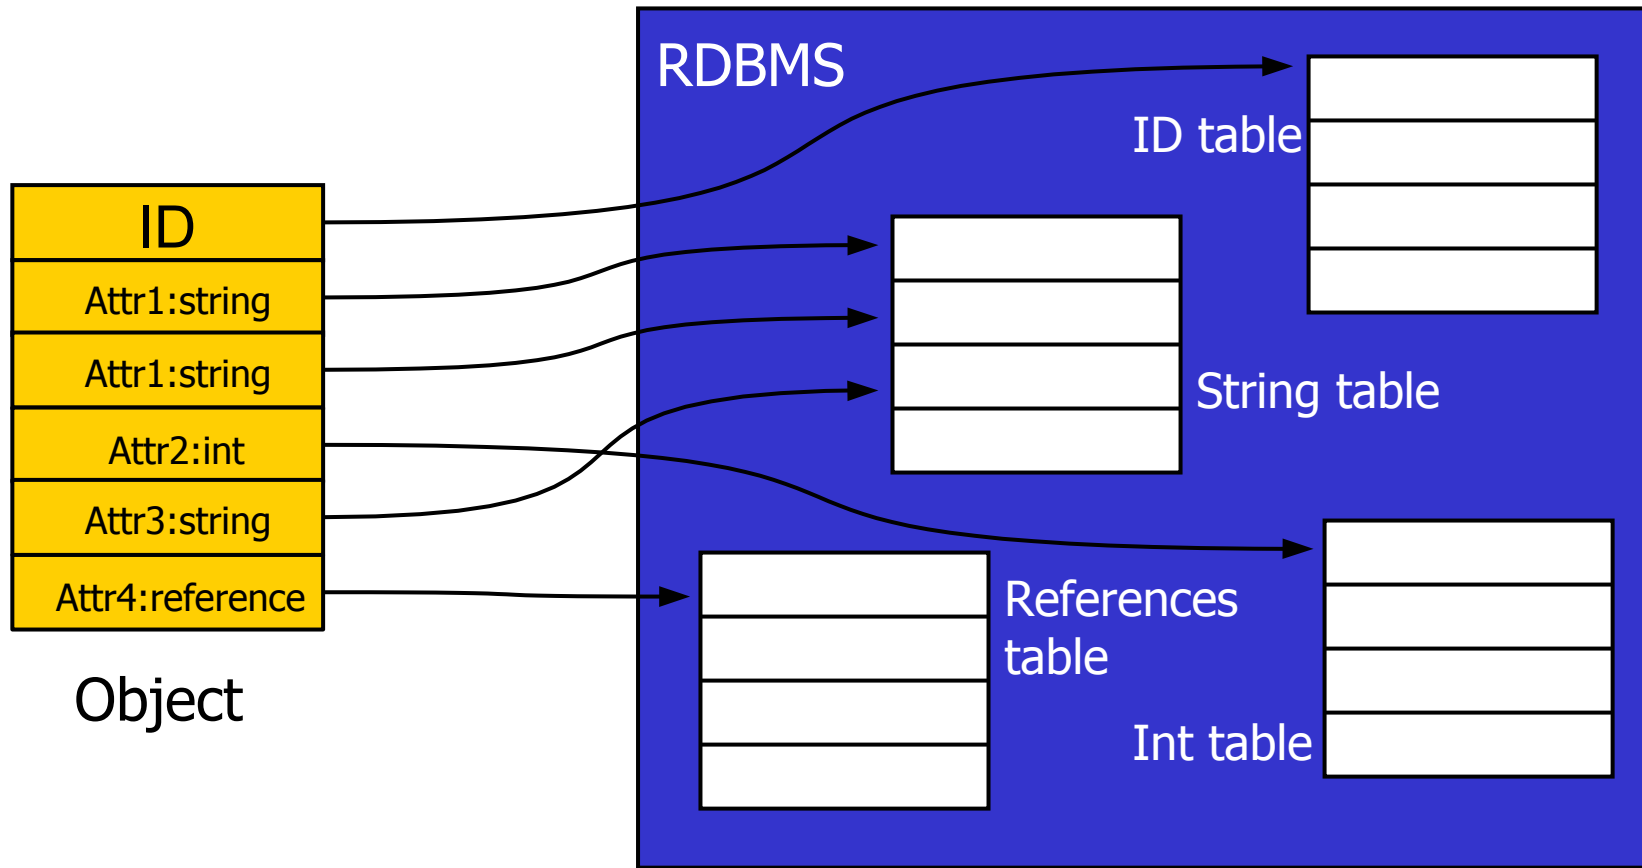 RDBMS
ID table
ID
Attr1:string
Attr1:string
Attr2:int
Attr3:string
Attr4:reference
Object
String table
References
table
Int table